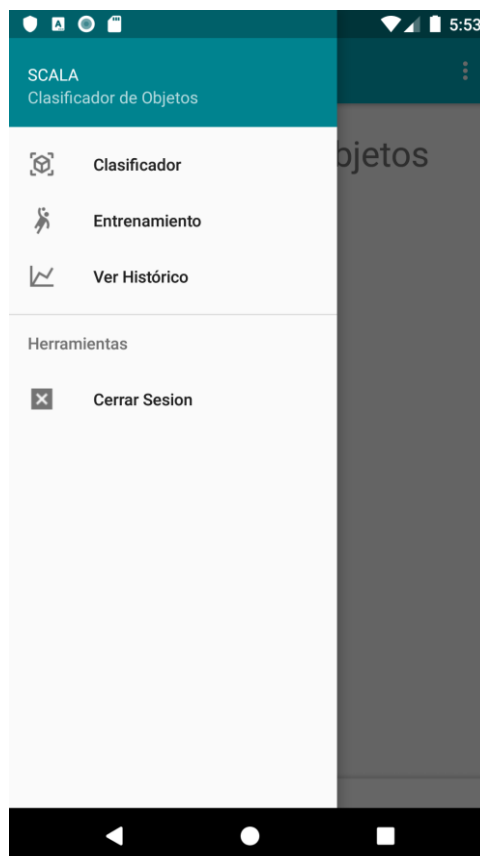 5:53
SCALA
Clasificador de Objetos
bjetos
Clasificador
Entrenamiento
Ver Histórico
Herramientas
Cerrar Sesion